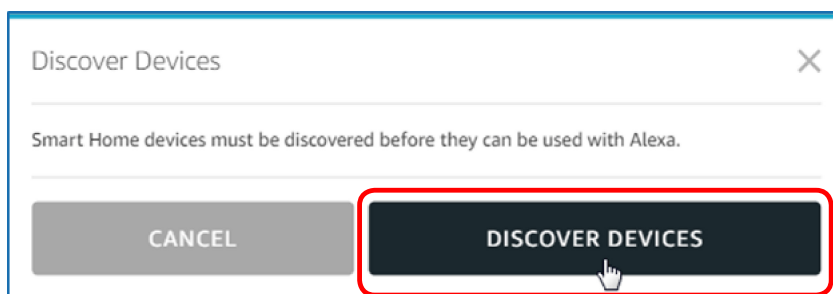 Discover Devices
Smart Home devices must be discovered before they can be used with Alexa.
CANCEL
DISCOVER DEVICES